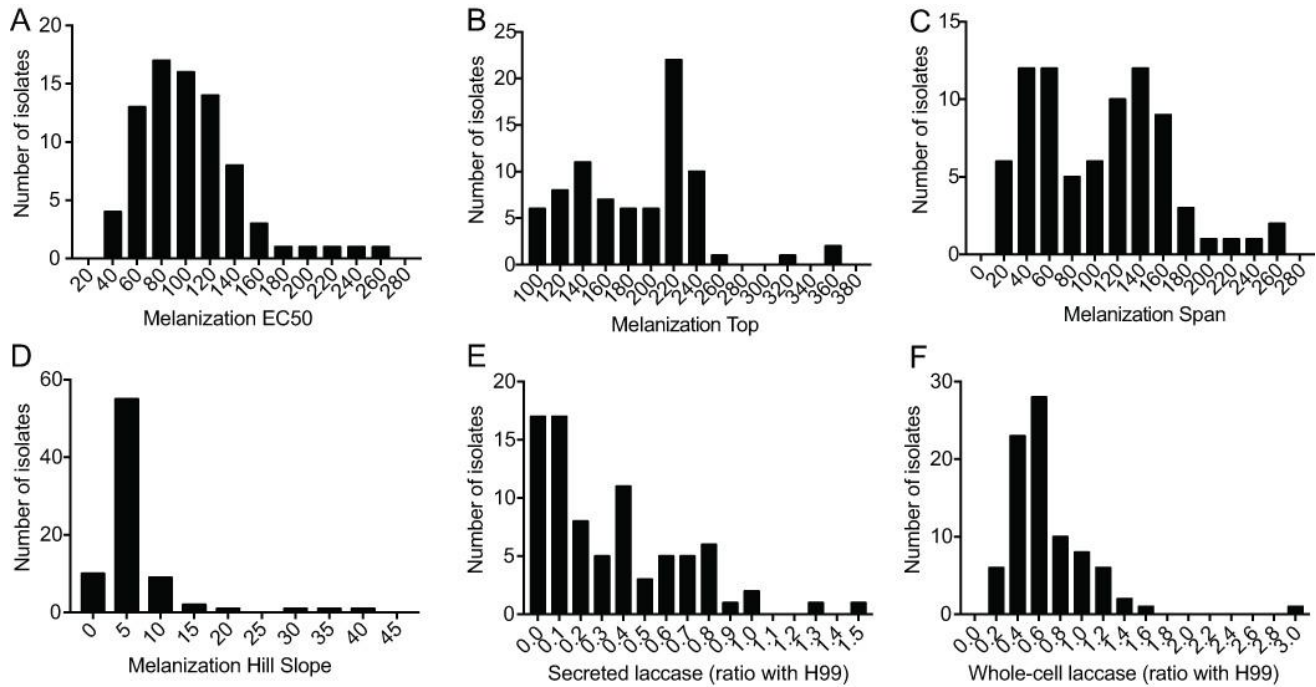 A
Number of isolates
20
15
10
5
0
20 40 60 80 100 120 140 160 180 200 220 240 260 280
Melanization EC50
B
Number of isolates
25
20
15
10
5
0
100 120 140 160 180 200 220 240 260 280 300 320 340 360 380
Melanization Top
C
Number of isolates
15
10
5
0
0 20 40 60 80 100 120 140 160 180 200 220 240 260 280
Melanization Span
D
Number of isolates
60
40
20
0
0 5 10 15 20 25 30 35 40 45
Melanization Hill Slope
E
Number of isolates
20
15
10
5
0
0.0 0.1 0.2 0.3 0.4 0.5 0.6 0.7 0.8 0.9 1.0 1.1 1.2 1.3 1.4 1.5
Secreted laccase (ratio with H99)
F
Number of isolates
30
20
10
0
0.0 0.2 0.4 0.6 0.8 1.0 1.2 1.4 1.6 1.8 2.0 2.2 2.4 2.6 2.8 3.0
Whole-cell laccase (ratio with H99)